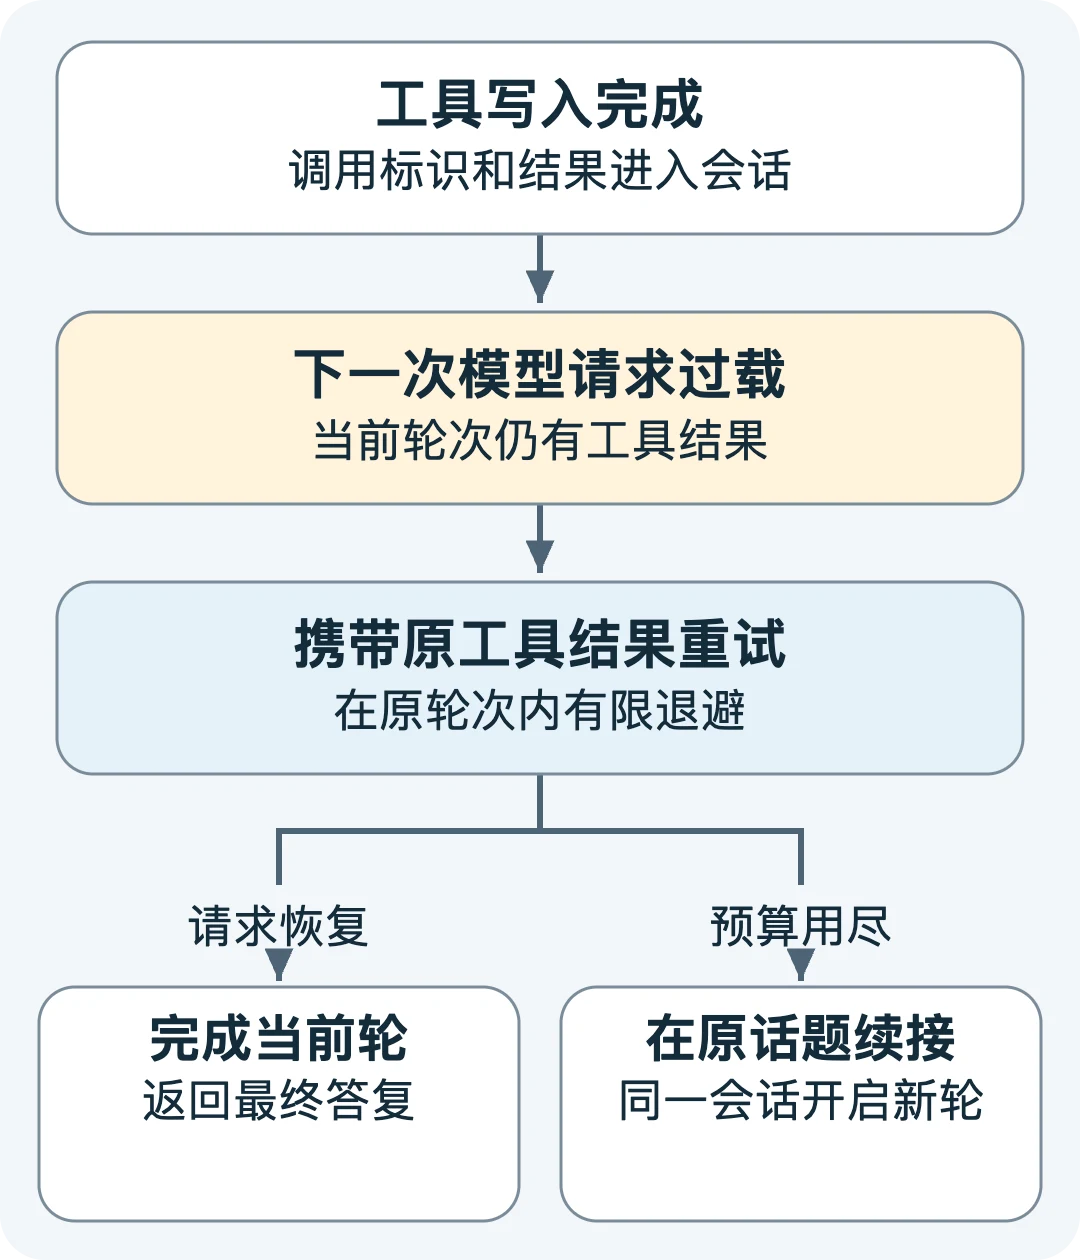 工具写入完成
调用标识和结果进入会话
下一次模型请求过载
当前轮次仍有工具结果
携带原工具结果重试
在原轮次内有限退避
请求恢复
预算用尽
完成当前轮
返回最终答复
在原话题续接
同一会话开启新轮